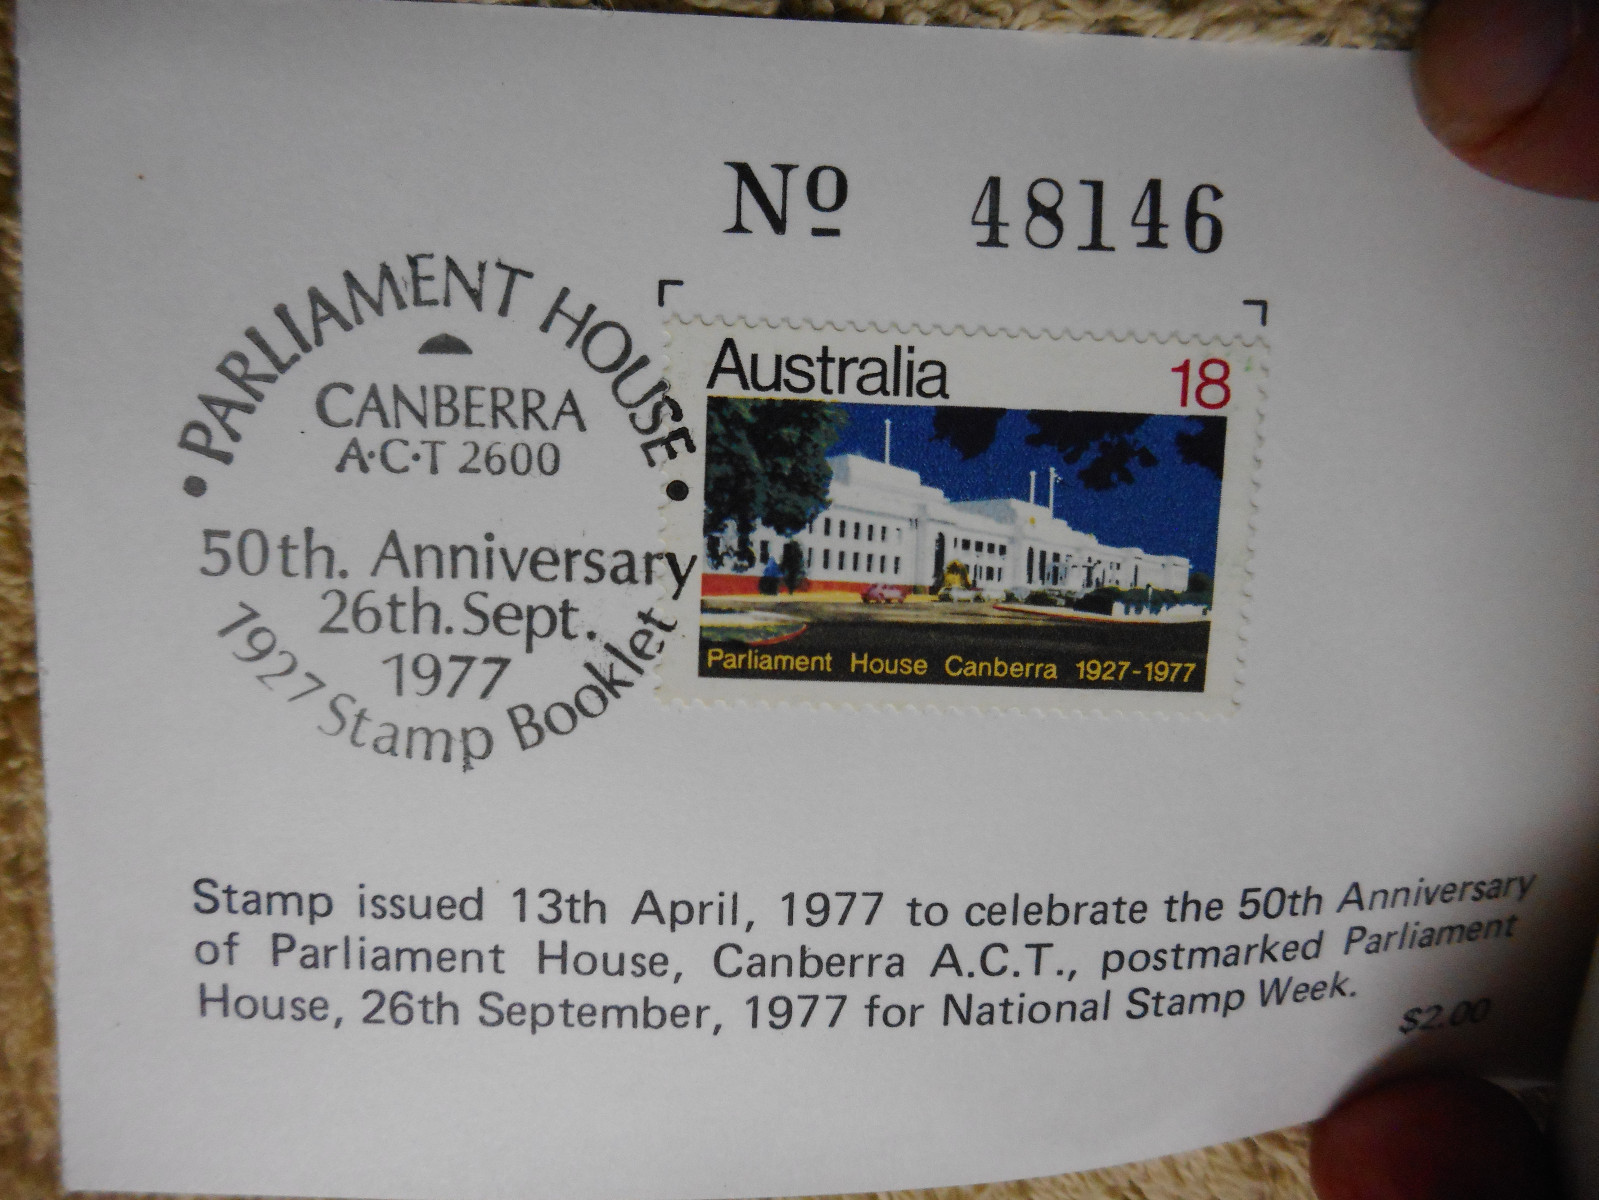 Nº 48146
PARLIAMENT HOUSE
CANBERRA
A·C·T 2600
50th. Anniversary
26th. Sept.
1977
1927 Stamp Booklet
Australia 18
Parliament House Canberra 1927-1977
Stamp issued 13th April, 1977 to celebrate the 50th Anniversary
of Parliament House, Canberra A.C.T., postmarked Parliament
House, 26th September, 1977 for National Stamp Week.
$2.00